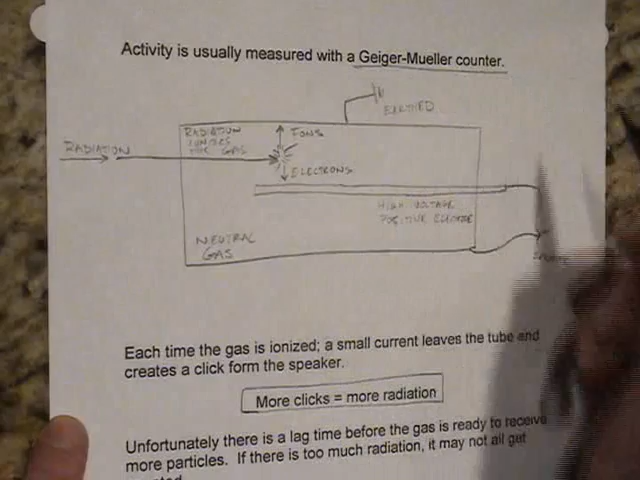 Activity is usually measured with a Geiger-Mueller counter.
EARTHED
RADIATION
RADIATION
IONIZES
THE GAS
IONS
ELECTRONS
HIGH VOLTAGE
POSITIVE
NEUTRAL
GAS
Each time the gas is ionized; a small current leaves the tube and
creates a click form the speaker.
More clicks = more radiation
Unfortunately there is a lag time before the gas is ready to receive
more particles. If there is too much radiation, it may not all get